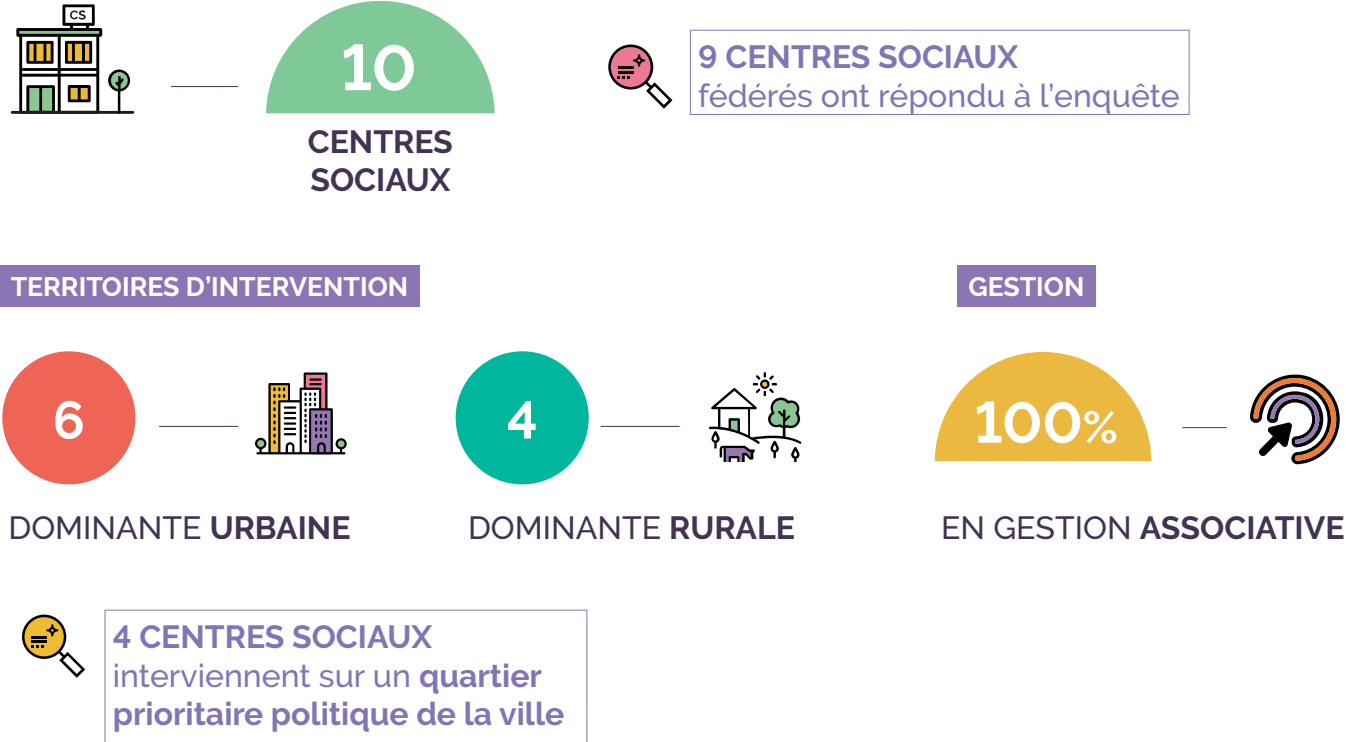 CS
10
CENTRES
SOCIAUX
9 CENTRES SOCIAUX
fédérés ont répondu à l'enquête
TERRITOIRES D'INTERVENTION
6
DOMINANTE URBAINE
4
DOMINANTE RURALE
GESTION
100%
EN GESTION ASSOCIATIVE
4 CENTRES SOCIAUX
interviennent sur un quartier
prioritaire politique de la ville